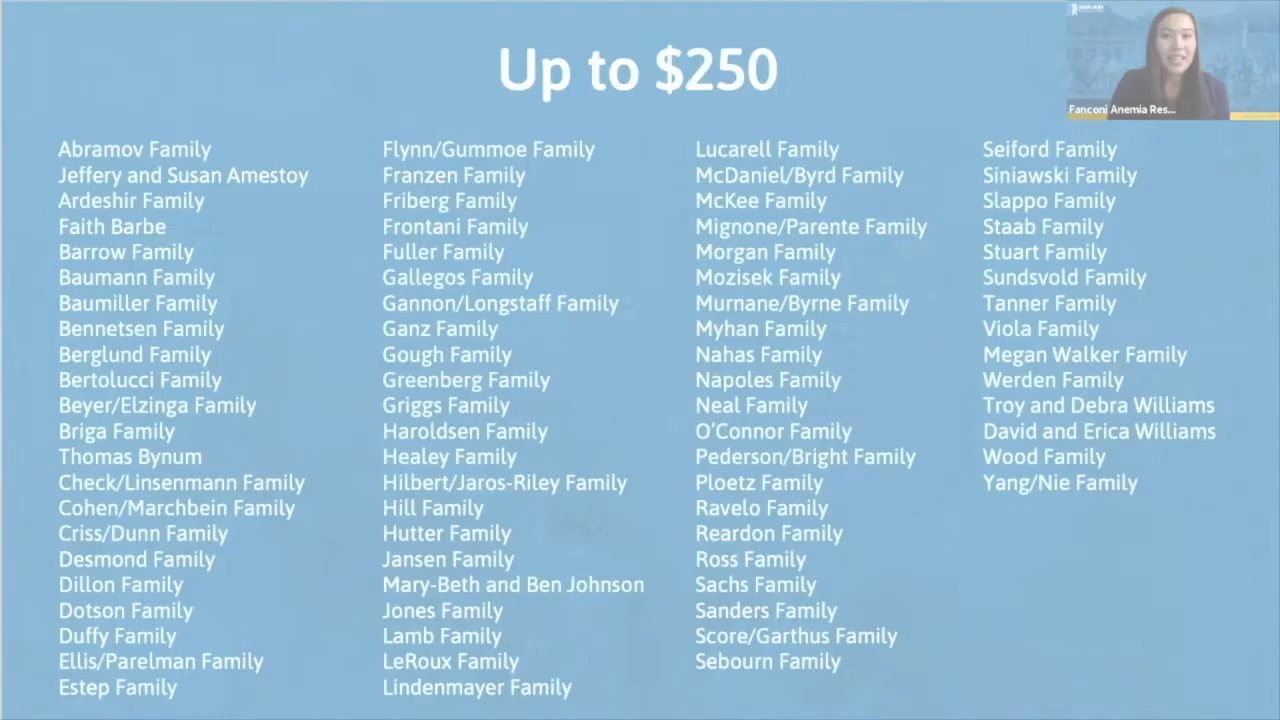 Up to $250
Fanconi Anemia Res...
Abramov Family
Jeffery and Susan Amestoy
Ardeshir Family
Faith Barbe
Barrow Family
Baumann Family
Baumiller Family
Bennetsen Family
Berglund Family
Bertolucci Family
Beyer/Elzinga Family
Briga Family
Thomas Bynum
Check/Linsenmann Family
Cohen/Marchbein Family
Criss/Dunn Family
Desmond Family
Dillon Family
Dotson Family
Duffy Family
Ellis/Parelman Family
Estep Family
Flynn/Gummoe Family
Franzen Family
Friberg Family
Frontani Family
Fuller Family
Gallegos Family
Gannon/Longstaff Family
Ganz Family
Gough Family
Greenberg Family
Griggs Family
Haroldsen Family
Healey Family
Hilbert/Jaros-Riley Family
Hill Family
Hutter Family
Jansen Family
Mary-Beth and Ben Johnson
Jones Family
Lamb Family
LeRoux Family
Lindenmayer Family
Lucarell Family
McDaniel/Byrd Family
McKee Family
Mignone/Parente Family
Morgan Family
Mozisek Family
Murnane/Byrne Family
Myhan Family
Nahas Family
Napoles Family
Neal Family
O’Connor Family
Pederson/Bright Family
Ploetz Family
Ravelo Family
Reardon Family
Ross Family
Sachs Family
Sanders Family
Score/Garthus Family
Sebourn Family
Seiford Family
Siniawski Family
Slappo Family
Staab Family
Stuart Family
Sundsvold Family
Tanner Family
Viola Family
Megan Walker Family
Werden Family
Troy and Debra Williams
David and Erica Williams
Wood Family
Yang/Nie Family